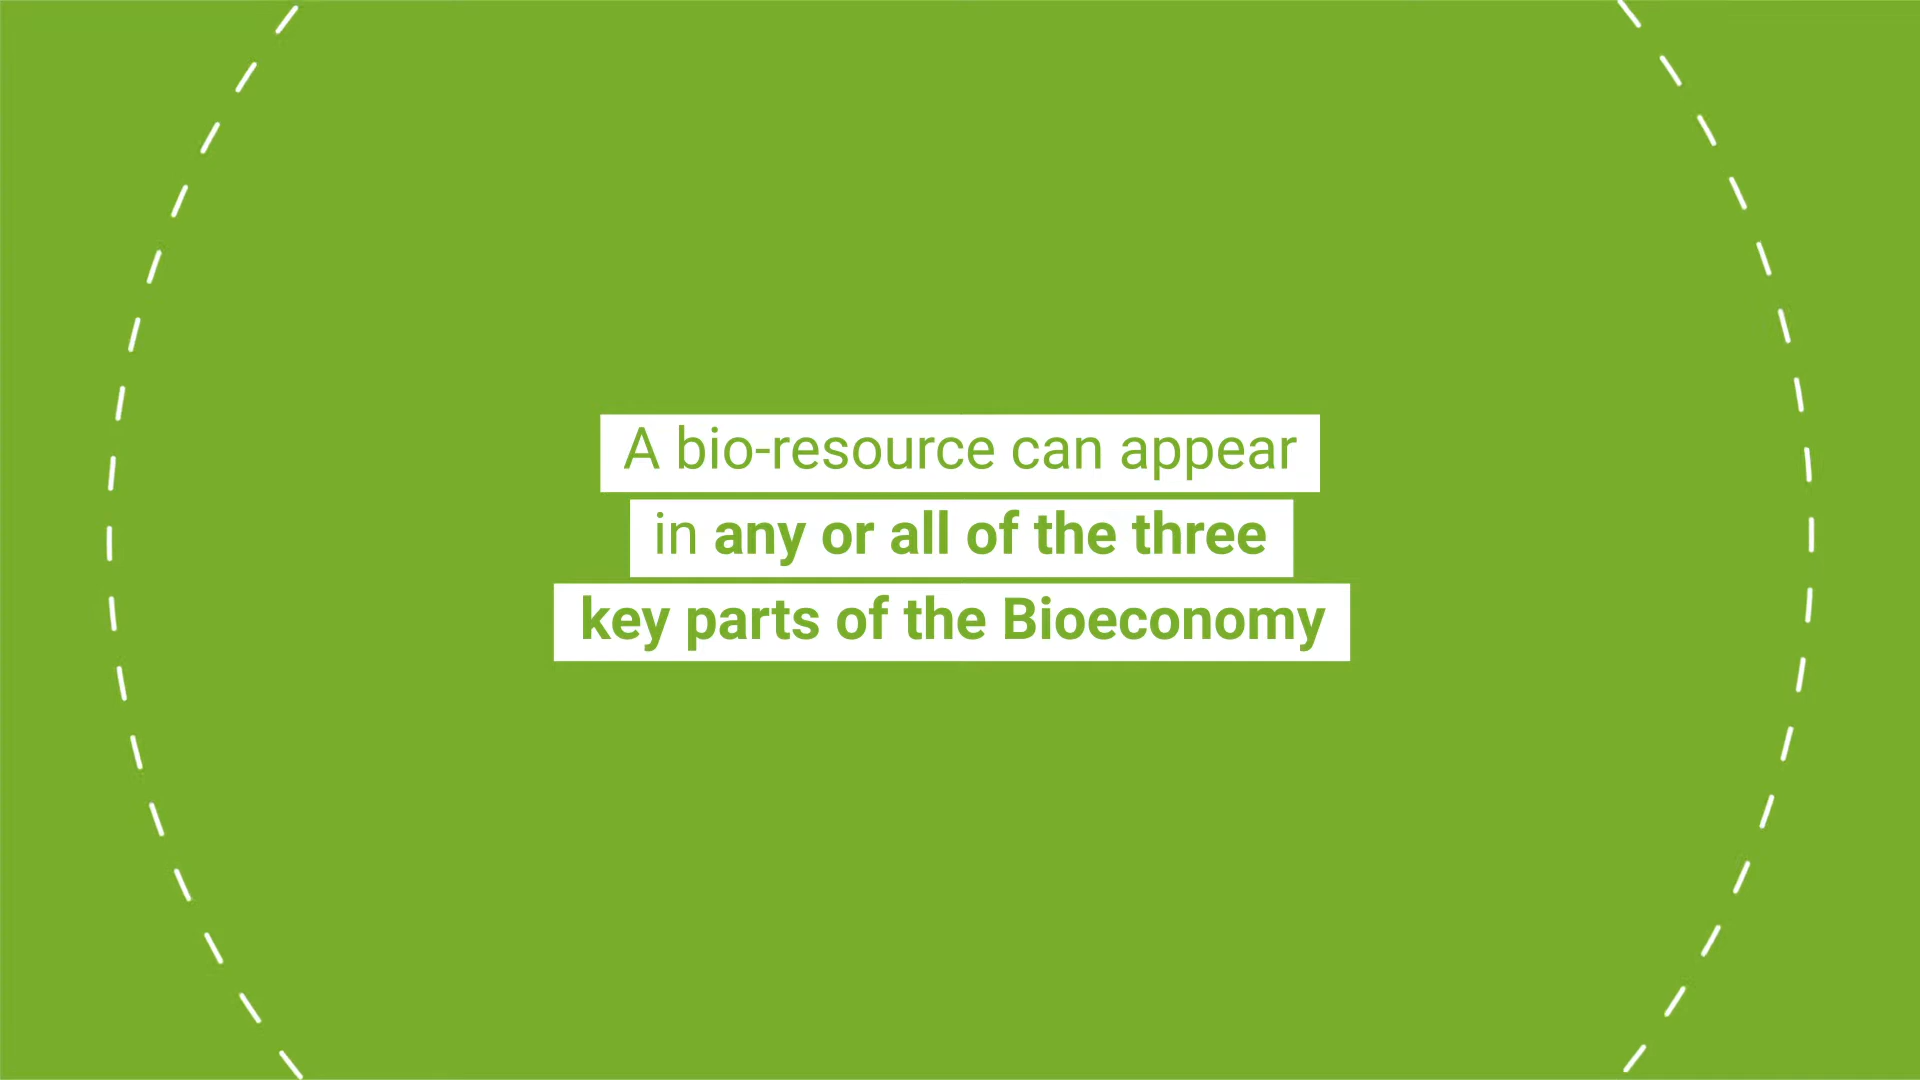 A bio-resource can appear
in any or all of the three
key parts of the Bioeconomy